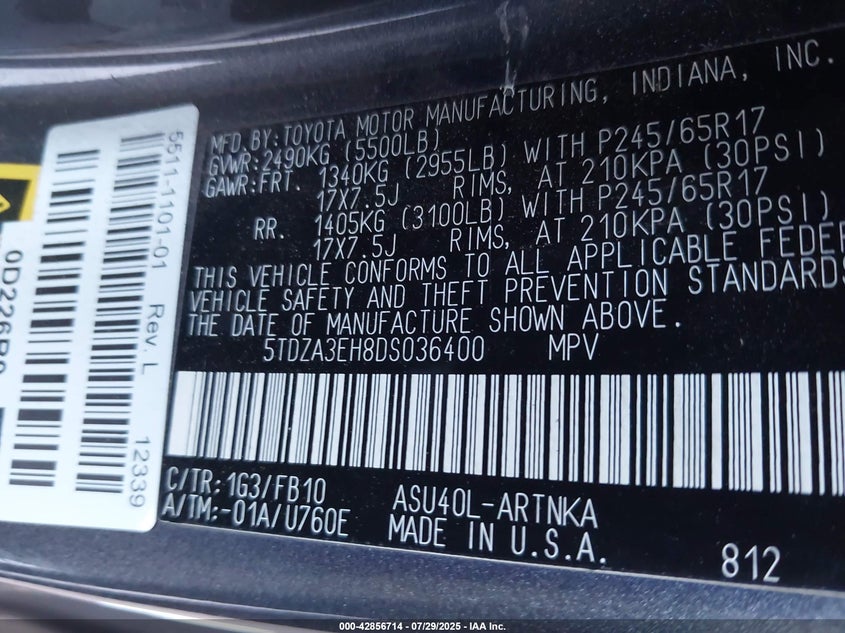 MFD. BY: TOYOTA MOTOR MANUFACTURING, INDIANA, INC.
GVWR: 2490KG (5500LB)
GAWR: FRT. 1340KG (2955LB) WITH P245/65R17
17X7.5J RIMS, AT 210KPA (30PSI)
RR. 1405KG (3100LB) WITH P245/65R17
17X7.5J RIMS, AT 210KPA (30PSI)
THIS VEHICLE CONFORMS TO ALL APPLICABLE FEDER
VEHICLE SAFETY AND THEFT PREVENTION STANDARDS
THE DATE OF MANUFACTURE SHOWN ABOVE.
5TDZA3EH8DS036400 MPV
C/TR: 1G3/FB10 ASU40L-ARTNKA
A/TM: -01A/U760E MADE IN U.S.A.
812
5511-1101-01 Rev. L 12339
000-42856714 | 07/29/2025 - IAA Inc.